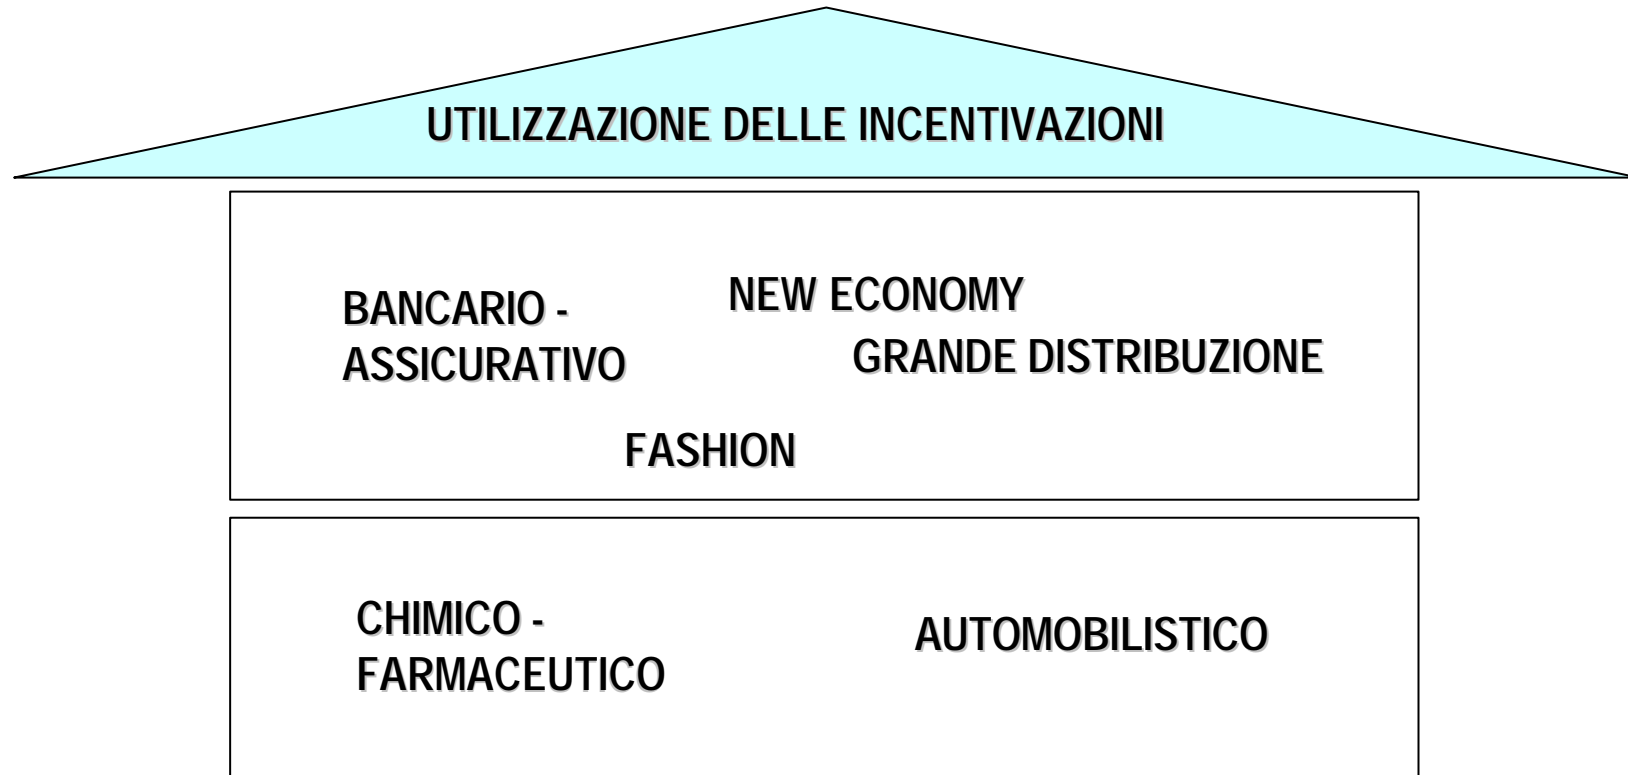 UTILIZZAZIONE DELLE INCENTIVAZIONI
BANCARIO -
ASSICURATIVO
NEW ECONOMY
GRANDE DISTRIBUZIONE
FASHION
CHIMICO -
FARMACEUTICO
AUTOMOBILISTICO